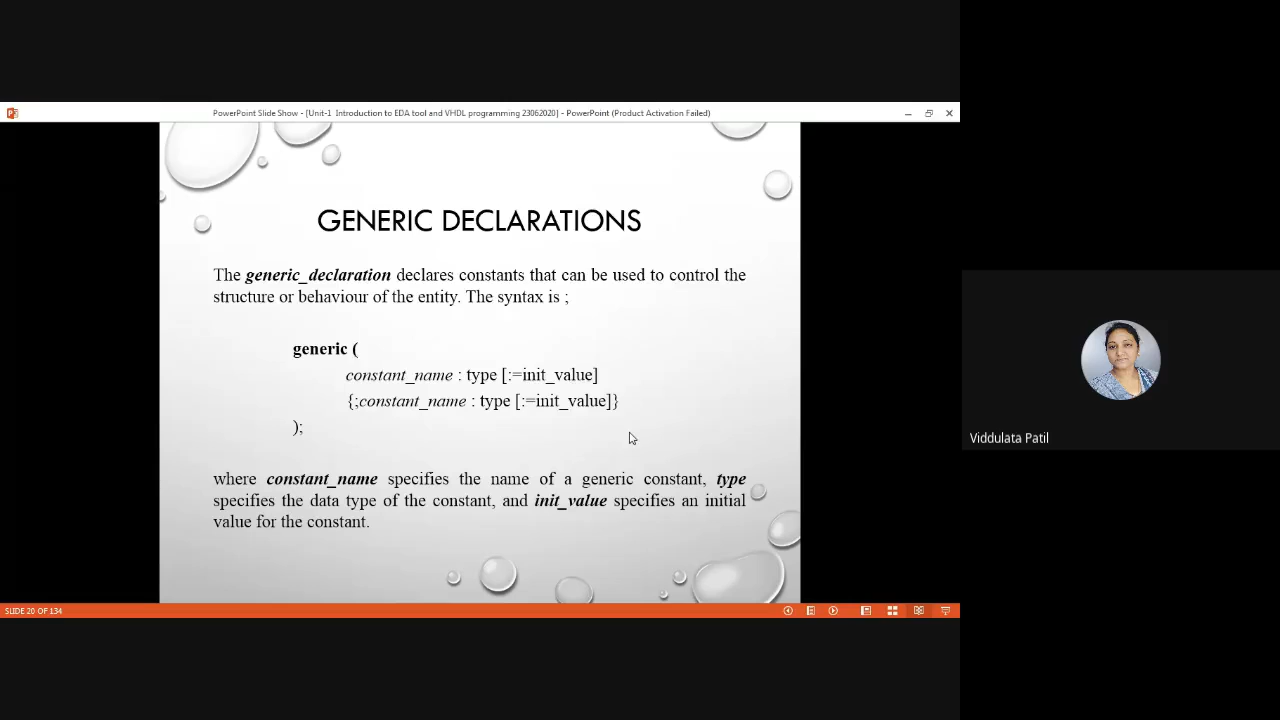 PowerPoint Slide Show - [Unit-1 Introduction to EDA tool and VHDL programming 23062020] - PowerPoint (Product Activation Failed)
GENERIC DECLARATIONS
The generic_declaration declares constants that can be used to control the
structure or behaviour of the entity. The syntax is ;
generic (
constant_name : type [:=init_value]
{;constant_name : type [:=init_value]}
);
where constant_name specifies the name of a generic constant, type
specifies the data type of the constant, and init_value specifies an initial
value for the constant.
Viddulata Patil
SLIDE 20 OF 134